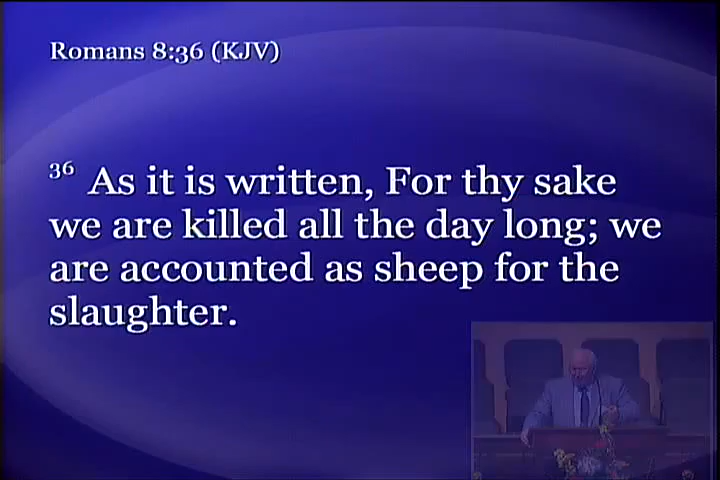 Romans 8:36 (KJV)
36 As it is written, For thy sake
we are killed all the day long; we
are accounted as sheep for the
slaughter.